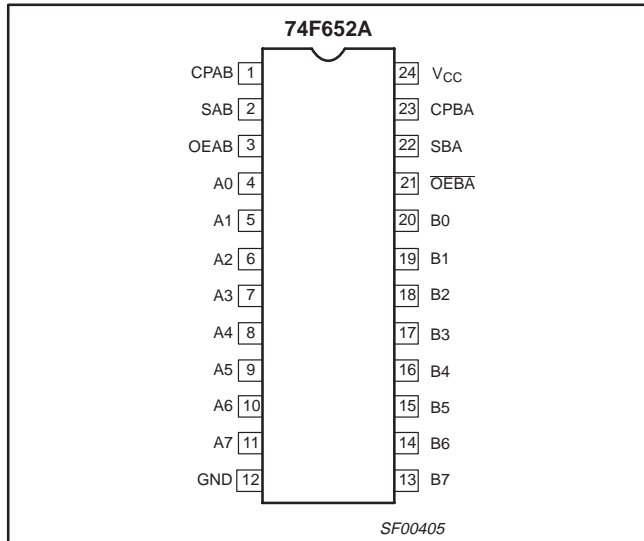 74F652A
CPAB 1 24 VCC
SAB 2 23 CPBA
OEAB 3 22 SBA
A0 4 21 O̅E̅B̅A̅
A1 5 20 B0
A2 6 19 B1
A3 7 18 B2
A4 8 17 B3
A5 9 16 B4
A6 10 15 B5
A7 11 14 B6
GND 12 13 B7
SF00405